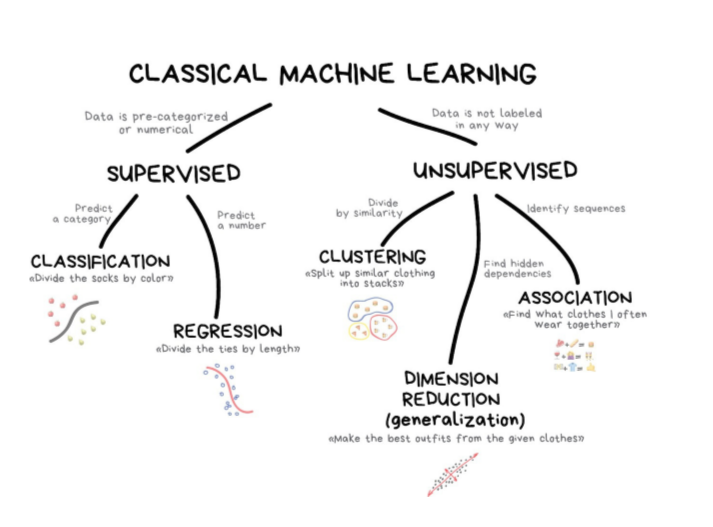 CLASSICAL MACHINE LEARNING
Data is pre-categorized
or numerical
Data is not labeled
in any way
SUPERVISED
UNSUPERVISED
Predict
a category
Predict
a number
Divide
by similarity
Identify sequences
CLASSIFICATION
«Divide the socks by color»
CLUSTERING
«Split up similar clothing
into stacks»
Find hidden
dependencies
ASSOCIATION
«Find what clothes I often
wear together»
REGRESSION
«Divide the ties by length»
DIMENSION
REDUCTION
(generalization)
«Make the best outfits from the given clothes»